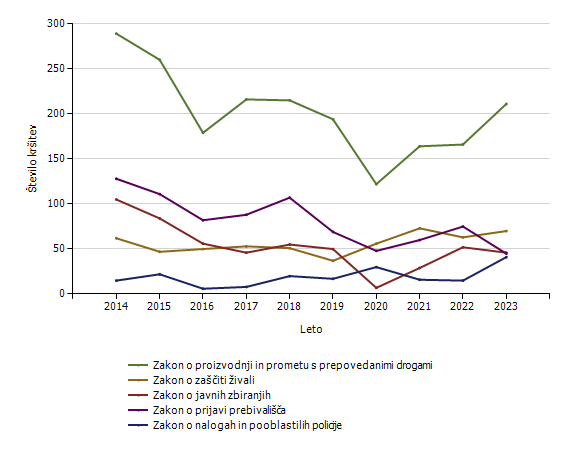 300
250
200
150
100
50
0
Število kršitev
2014 2015 2016 2017 2018 2019 2020 2021 2022 2023
Leto
Zakon o proizvodnji in prometu s prepovedanimi drogami
Zakon o zaščiti živali
Zakon o javnih zbiranjih
Zakon o prijavi prebivališča
Zakon o nalogah in pooblastilih policije